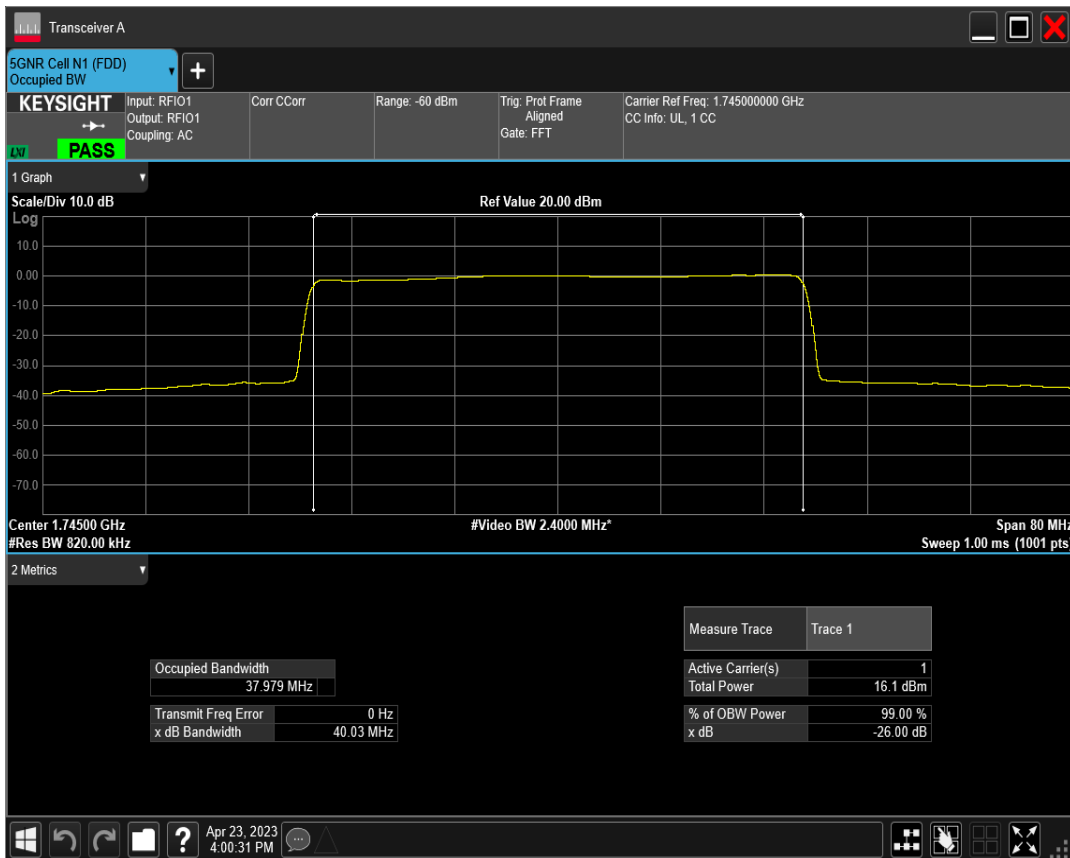 Transceiver A
5GNR Cell N1 (FDD)
Occupied BW
+
KEYSIGHT
LXI
PASS
Input: RFIO1
Output: RFIO1
Coupling: AC
Corr CCorr
Range: -60 dBm
Trig: Prot Frame
Aligned
Gate: FFT
Carrier Ref Freq: 1.745000000 GHz
CC Info: UL, 1 CC
1 Graph
Scale/Div 10.0 dB
Ref Value 20.00 dBm
Log
10.0
0.00
-10.0
-20.0
-30.0
-40.0
-50.0
-60.0
-70.0
Center 1.74500 GHz
#Video BW 2.4000 MHz*
Span 80 MHz
#Res BW 820.00 kHz
Sweep 1.00 ms (1001 pts)
2 Metrics
Measure Trace Trace 1
Occupied Bandwidth
37.979 MHz
Active Carrier(s) 1
Total Power 16.1 dBm
Transmit Freq Error 0 Hz
x dB Bandwidth 40.03 MHz
% of OBW Power 99.00 %
x dB -26.00 dB
?
Apr 23, 2023
4:00:31 PM